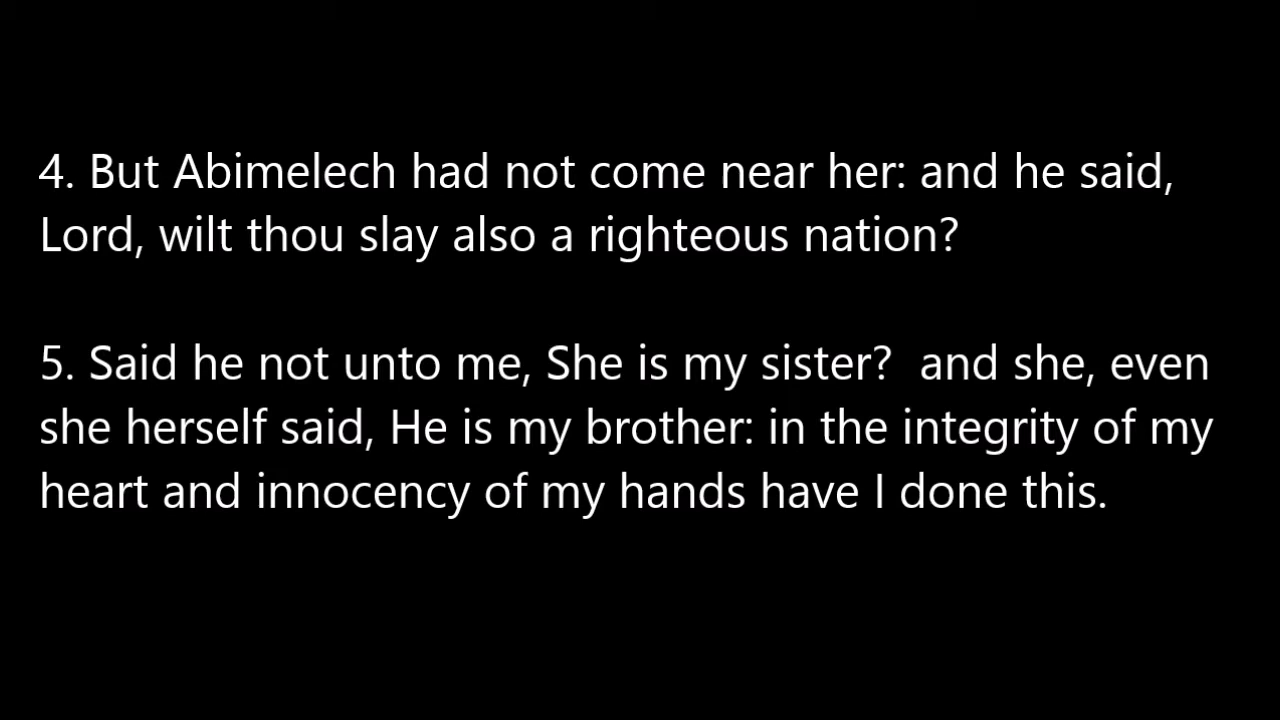 4. But Abimelech had not come near her: and he said,
Lord, wilt thou slay also a righteous nation?
5. Said he not unto me, She is my sister?  and she, even
she herself said, He is my brother: in the integrity of my
heart and innocency of my hands have I done this.